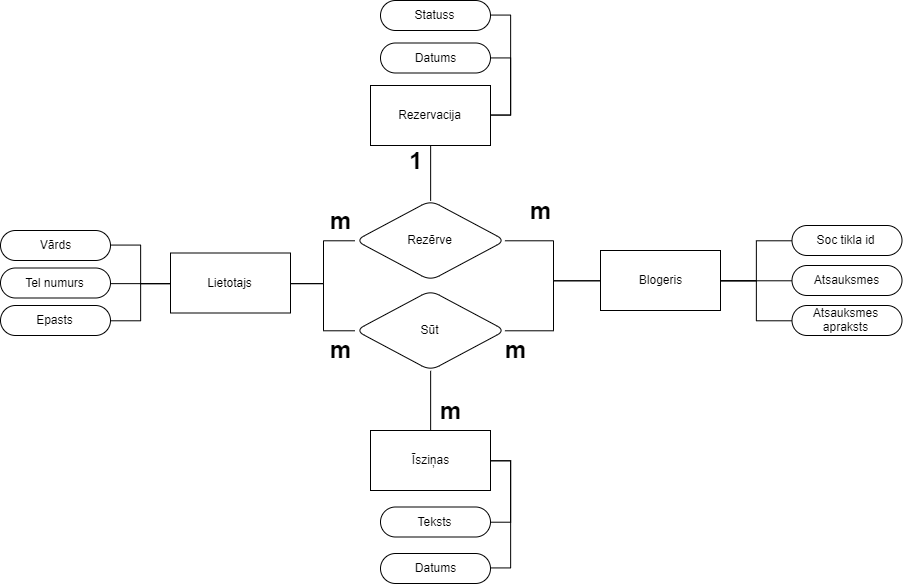 Statuss
Datums
Rezervacija
1
m
m
Rezērve
Vārds
Tel numurs
Epasts
Lietotajs
Blogeris
Soc tikla id
Atsauksmes
Atsauksmes
apraksts
Sūt
m
m
m
Īsziņas
Teksts
Datums